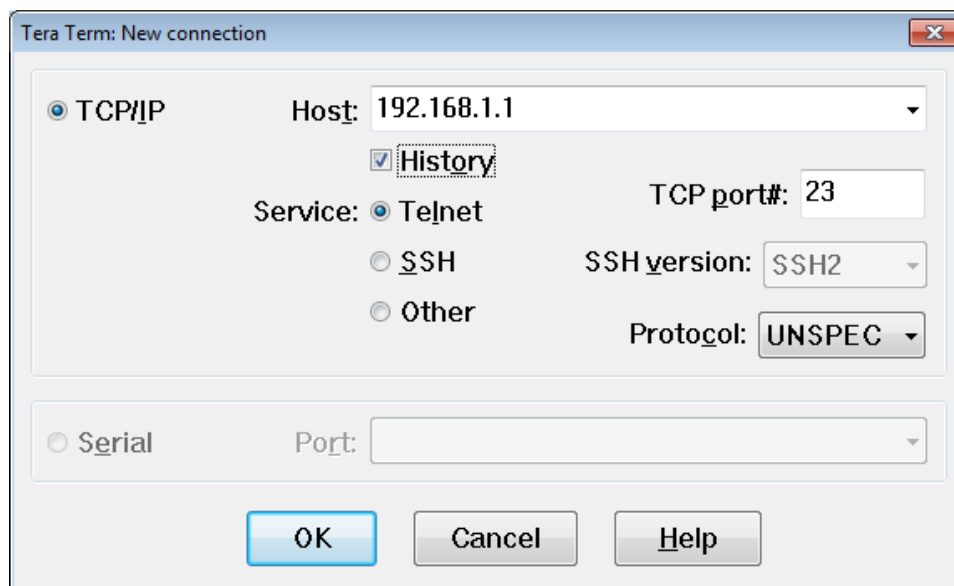 Tera Term: New connection
TCP/IP
Host: 192.168.1.1
History
TCP port#: 23
Service: Telnet
SSH
SSH version: SSH2
Other
Protocol: UNSPEC
Serial
Port:
OK Cancel Help